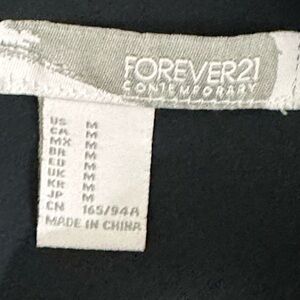 FOREVER21
CONTEMPORARY
US M
CA M
MX M
BR M
EU M
UK M
KR M
JP M
CN 165/94A
MADE IN CHINA